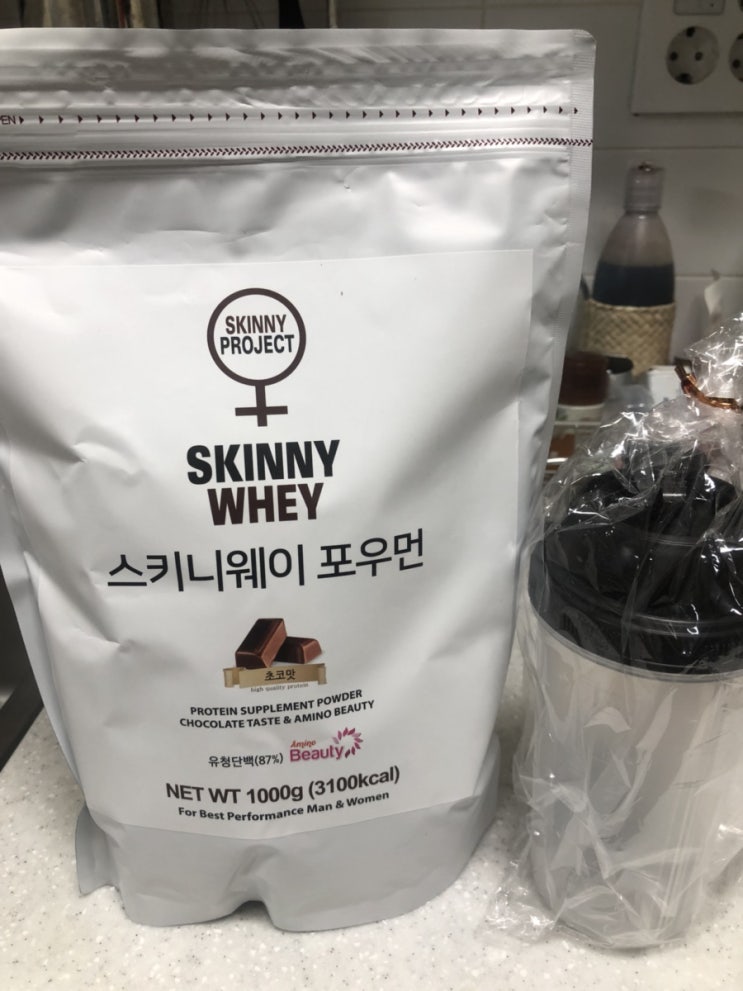 SKINNY
PROJECT
SKINNY
WHEY
스키니웨이 포우먼
초코맛
high quality protein
PROTEIN SUPPLEMENT POWDER
CHOCOLATE TASTE & AMINO BEAUTY
유청단백(87%) Amino Beauty
NET WT 1000g (3100kcal)
For Best Performance Man & Women